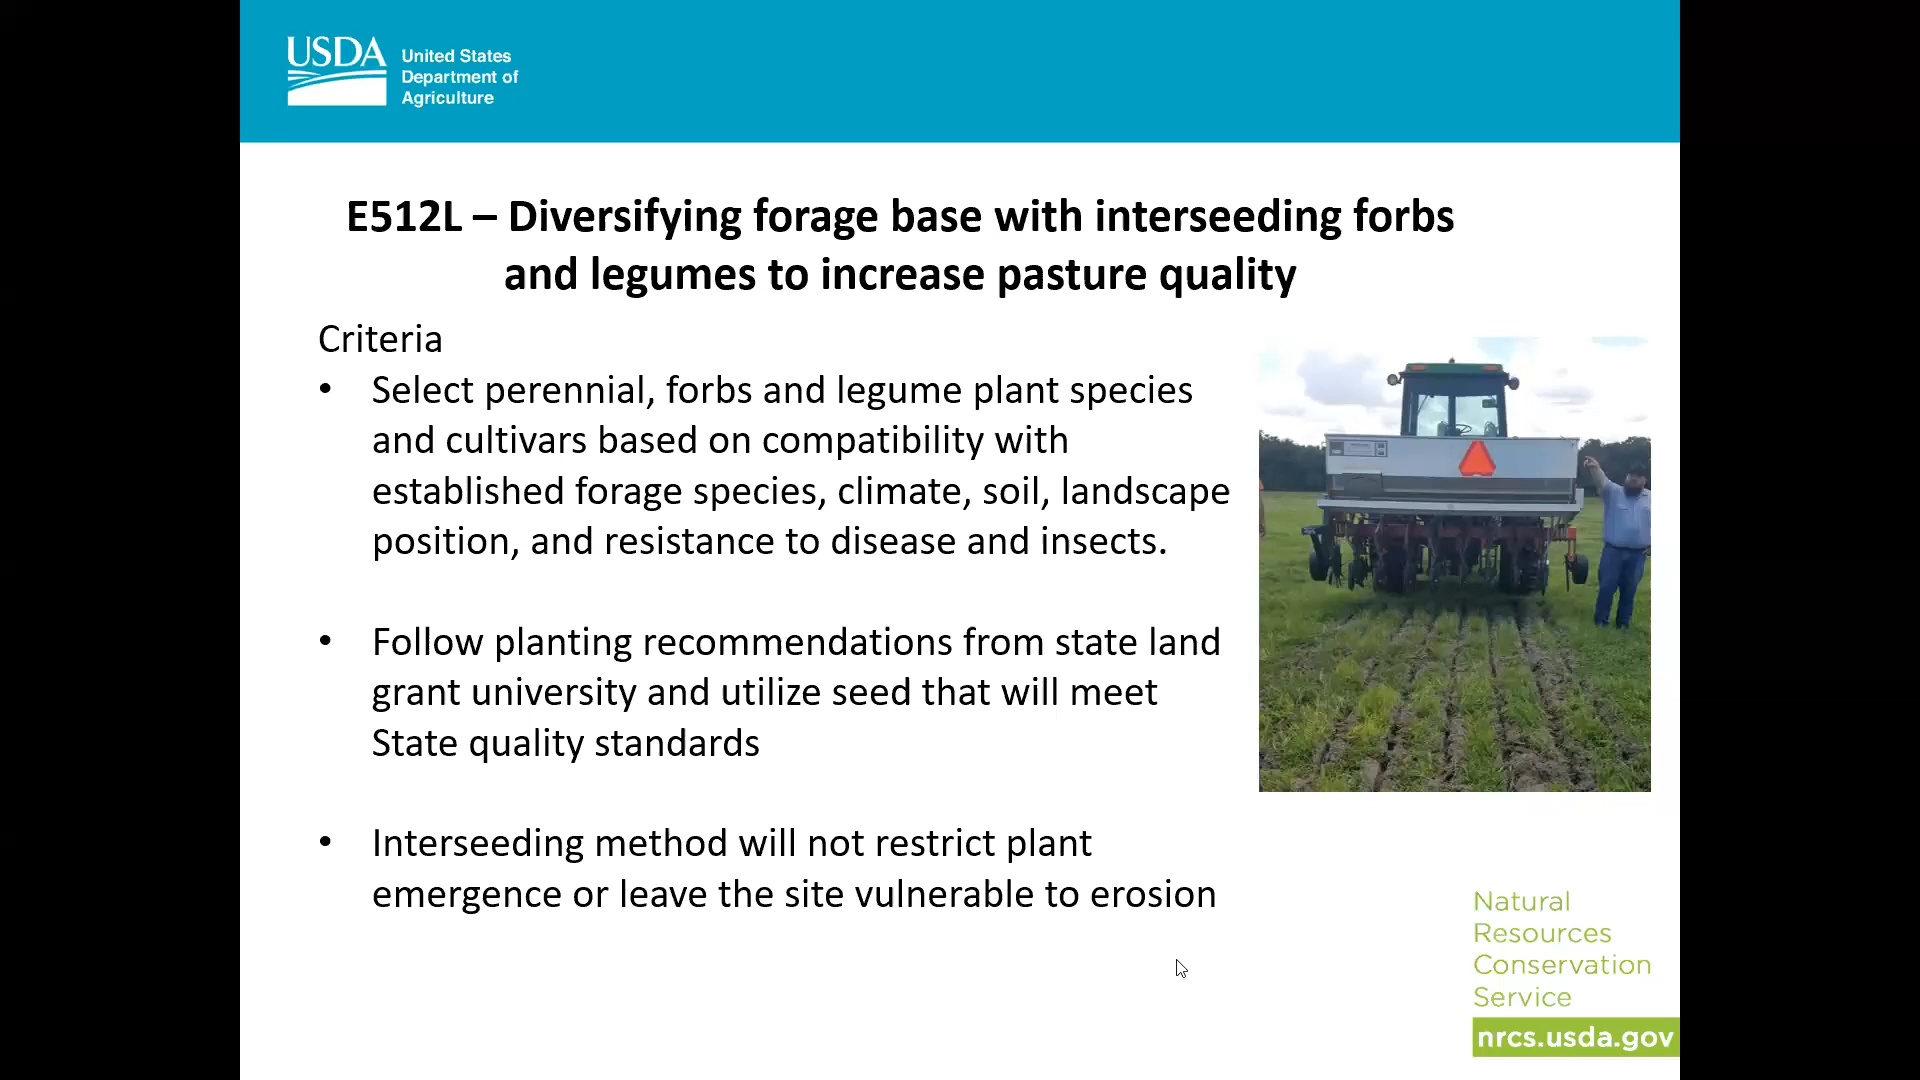 USDA
United States
Department of
Agriculture
E512L – Diversifying forage base with interseeding forbs
and legumes to increase pasture quality
Criteria
• Select perennial, forbs and legume plant species
and cultivars based on compatibility with
established forage species, climate, soil, landscape
position, and resistance to disease and insects.
• Follow planting recommendations from state land
grant university and utilize seed that will meet
State quality standards
• Interseeding method will not restrict plant
emergence or leave the site vulnerable to erosion
Natural
Resources
Conservation
Service
nrcs.usda.gov